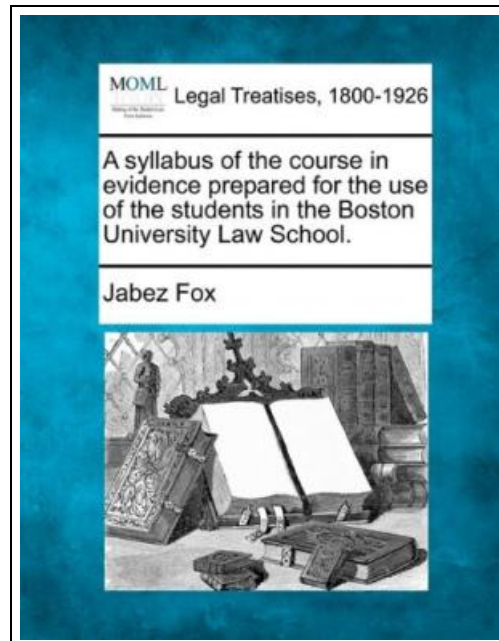 MOML
Legal Treatises, 1800-1926
A syllabus of the course in
evidence prepared for the use
of the students in the Boston
University Law School.
Jabez Fox